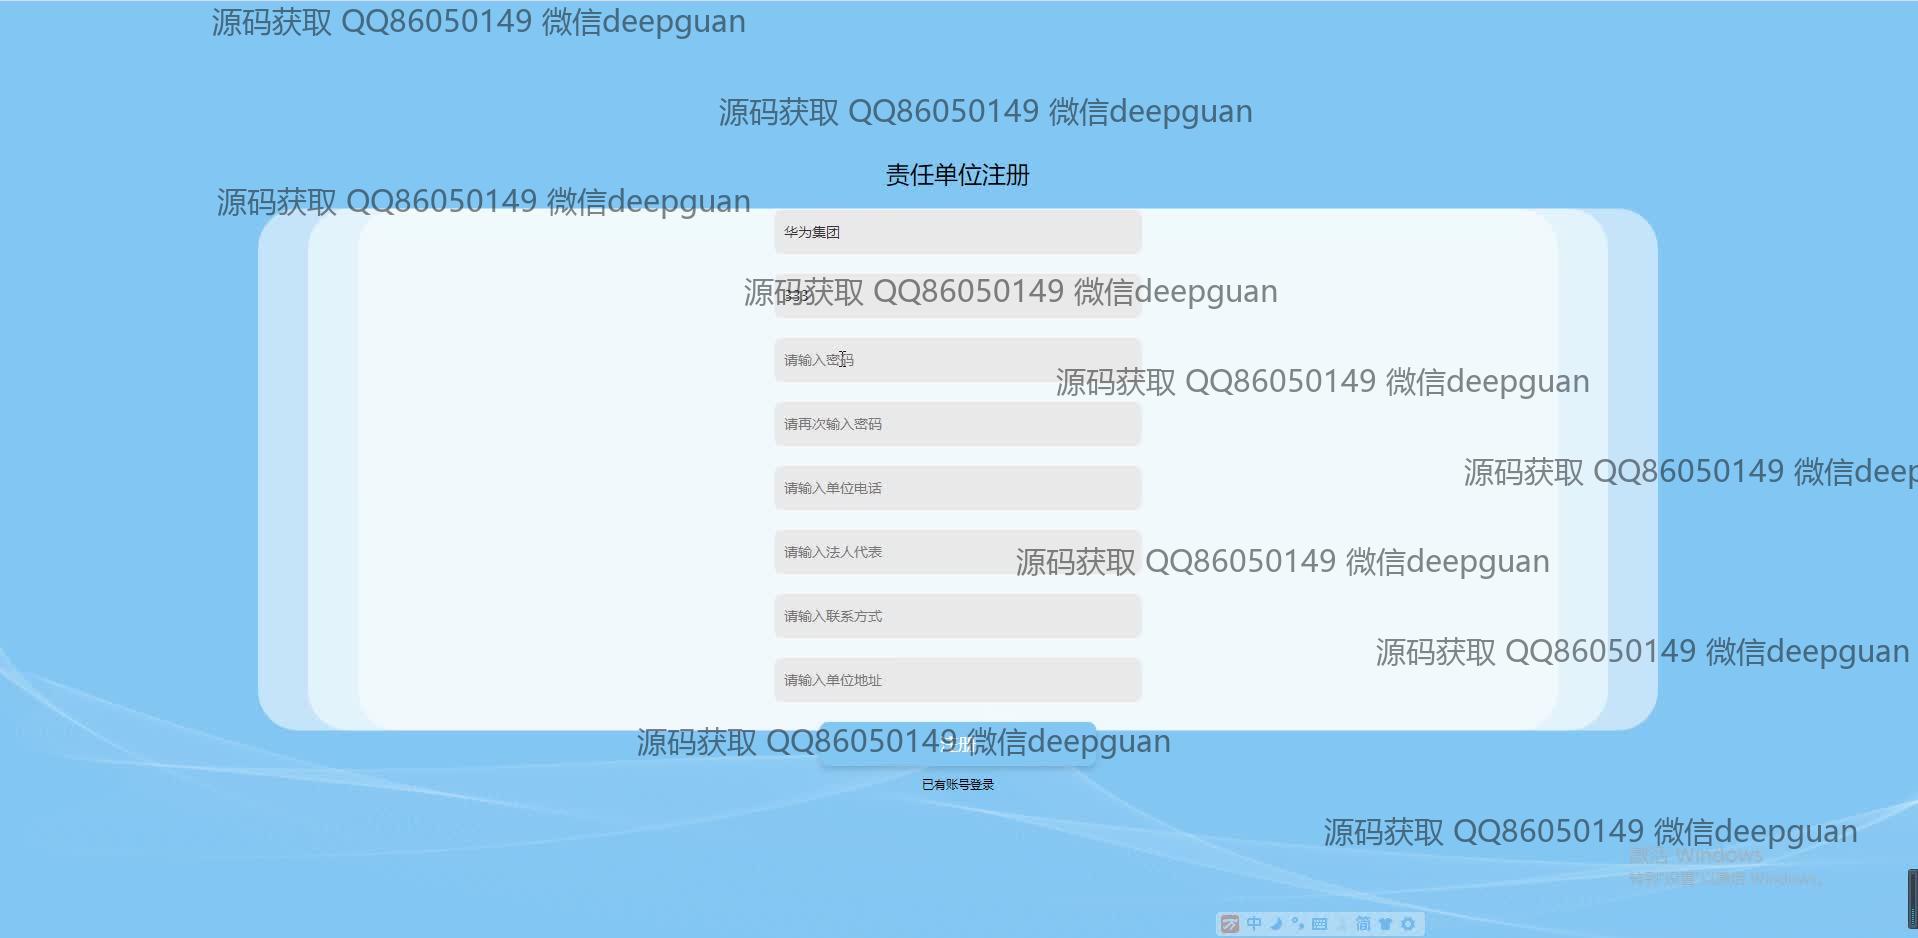 源码获取 QQ86050149 微信deepguan
源码获取 QQ86050149 微信deepguan
责任单位注册
源码获取 QQ86050149 微信deepguan
华为集团
333
源码获取 QQ86050149 微信deepguan
请输入密码
源码获取 QQ86050149 微信deepguan
请再次输入密码
源码获取 QQ86050149 微信deep
请输入单位电话
请输入法人代表
源码获取 QQ86050149 微信deepguan
请输入联系方式
源码获取 QQ86050149 微信deepguan
请输入单位地址
源码获取 QQ86050149 微信deepguan
注册
已有账号登录
源码获取 QQ86050149 微信deepguan
激活 Windows
转到"设置"以激活 Windows。
中 简